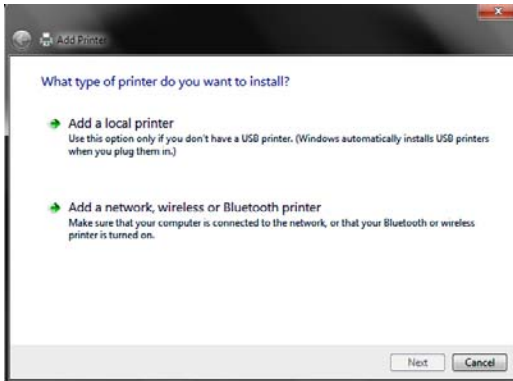 Add Printer
What type of printer do you want to install?
Add a local printer
Use this option only if you don't have a USB printer. (Windows automatically installs USB printers
when you plug them in.)
Add a network, wireless or Bluetooth printer
Make sure that your computer is connected to the network, or that your Bluetooth or wireless
printer is turned on.
Next Cancel